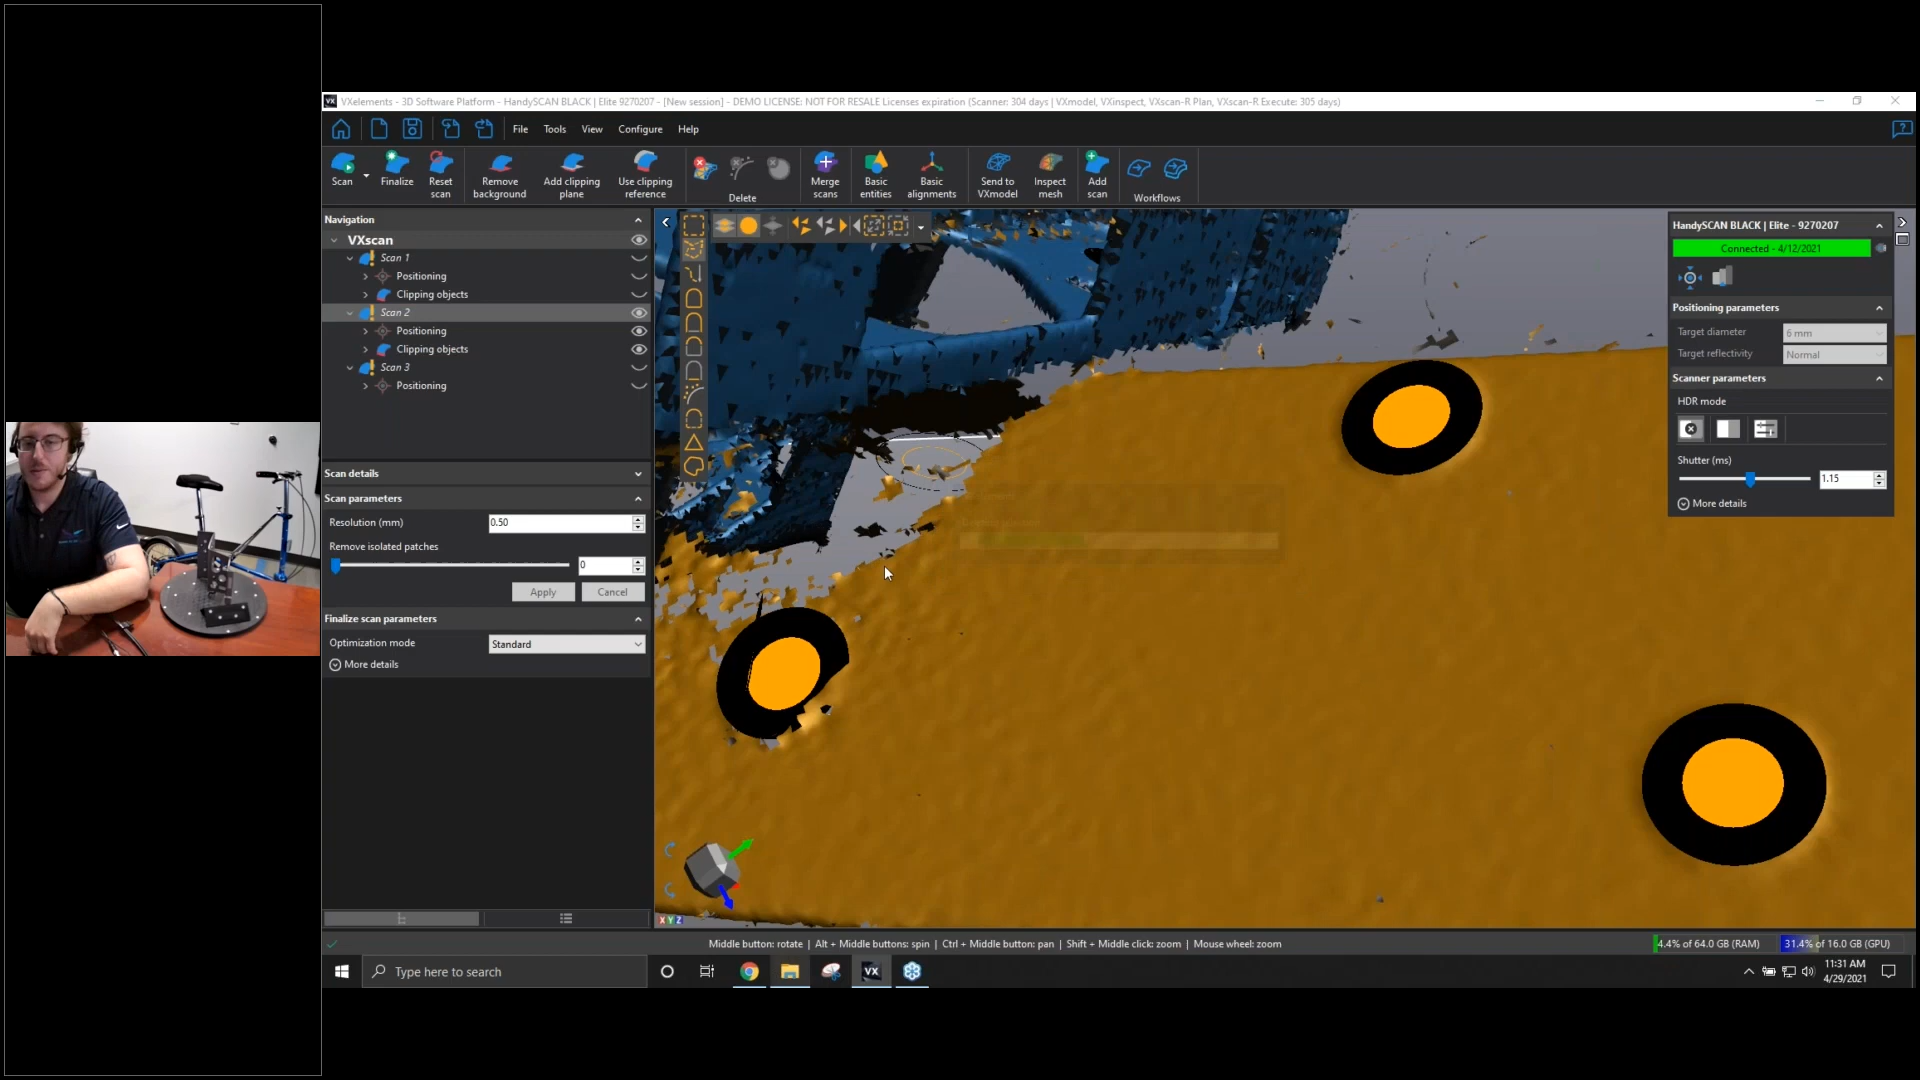 VX VXelements - 3D Software Platform - HandySCAN BLACK | Elite 9270207 - [New session] - DEMO LICENSE: NOT FOR RESALE Licenses expiration (Scanner: 304 days | VXmodel, VXinspect, VXscan-R Plan, VXscan-R Execute: 305 days)
File Tools View Configure Help
Scan
Finalize
Reset scan
Remove background
Add clipping plane
Use clipping reference
Delete
Merge scans
Basic entities
Basic alignments
Send to VXmodel
Inspect mesh
Add scan
Workflows
Navigation
VXscan
Scan 1
Positioning
Clipping objects
Scan 2
Positioning
Clipping objects
Scan 3
Positioning
Scan details
Scan parameters
Resolution (mm) 0.50
Remove isolated patches
0
Apply Cancel
Finalize scan parameters
Optimization mode Standard
More details
HandySCAN BLACK | Elite - 9270207
Connected - 4/12/2021
Positioning parameters
Target diameter 6 mm
Target reflectivity Normal
Scanner parameters
HDR mode
Shutter (ms)
1.15
More details
X Y Z
Middle button: rotate | Alt + Middle buttons: spin | Ctrl + Middle button: pan | Shift + Middle click: zoom | Mouse wheel: zoom
4.4% of 64.0 GB (RAM) 31.4% of 16.0 GB (GPU)
Type here to search
VX
11:31 AM
4/29/2021